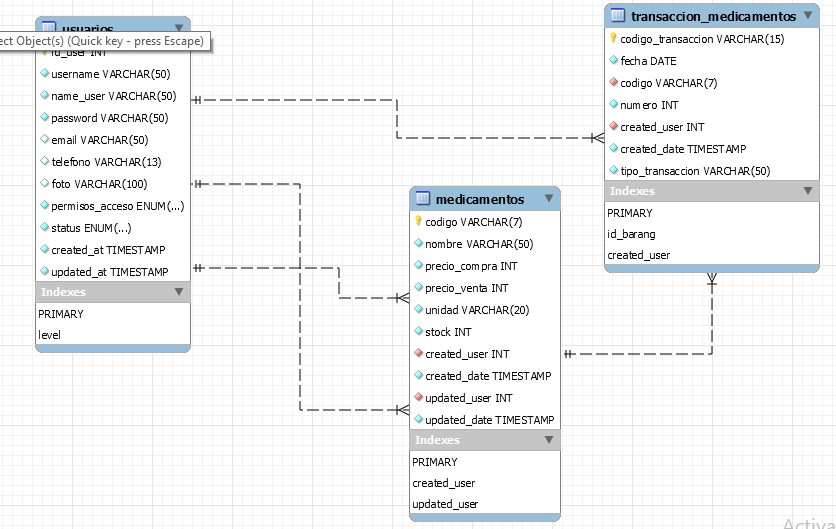 usuarios
ect Object(s) (Quick key - press Escape)
id_user INT
username VARCHAR(50)
name_user VARCHAR(50)
password VARCHAR(50)
email VARCHAR(50)
telefono VARCHAR(13)
foto VARCHAR(100)
permisos_acceso ENUM(...)
status ENUM(...)
created_at TIMESTAMP
updated_at TIMESTAMP
Indexes
PRIMARY
level
medicamentos
codigo VARCHAR(7)
nombre VARCHAR(50)
precio_compra INT
precio_venta INT
unidad VARCHAR(20)
stock INT
created_user INT
created_date TIMESTAMP
updated_user INT
updated_date TIMESTAMP
Indexes
PRIMARY
created_user
updated_user
transaccion_medicamentos
codigo_transaccion VARCHAR(15)
fecha DATE
codigo VARCHAR(7)
numero INT
created_user INT
created_date TIMESTAMP
tipo_transaccion VARCHAR(50)
Indexes
PRIMARY
id_barang
created_user
Activa